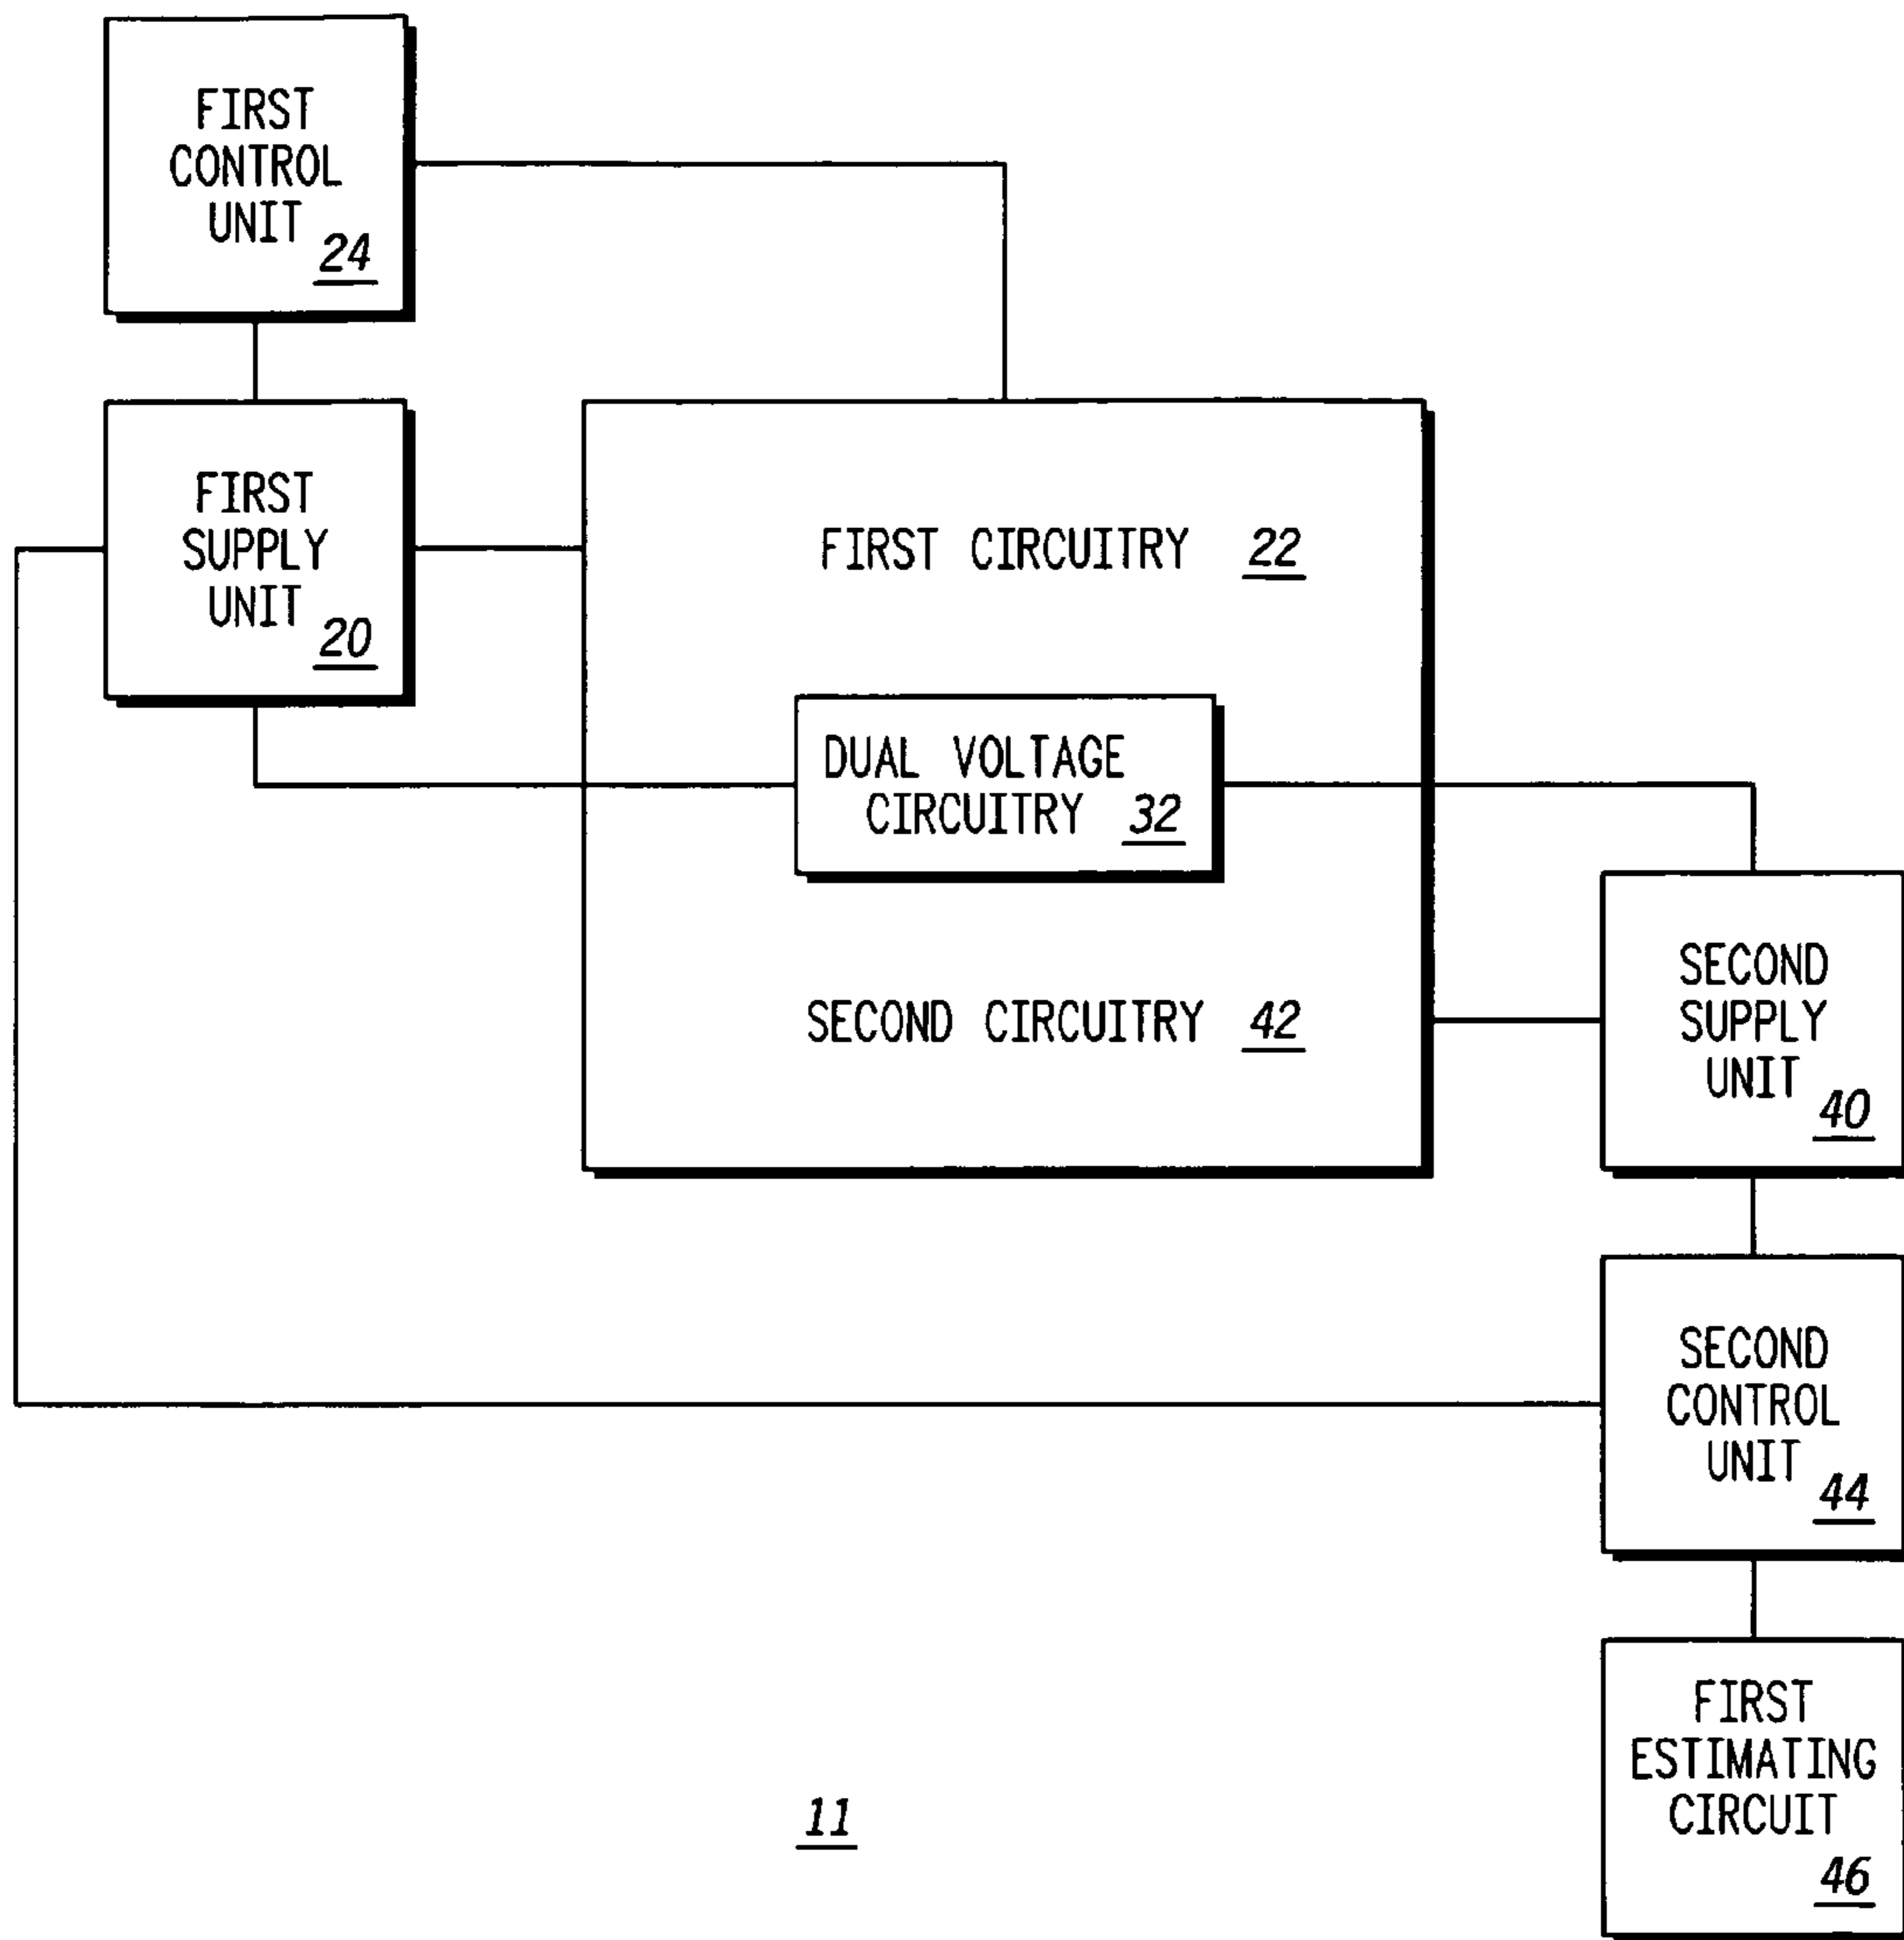 FIRST
CONTROL
UNIT
24
FIRST
SUPPLY
UNIT
20
FIRST CIRCUITRY 22
DUAL VOLTAGE
CIRCUITRY 32
SECOND CIRCUITRY 42
SECOND
SUPPLY
UNIT
40
SECOND
CONTROL
UNIT
44
FIRST
ESTIMATING
CIRCUIT
46
11